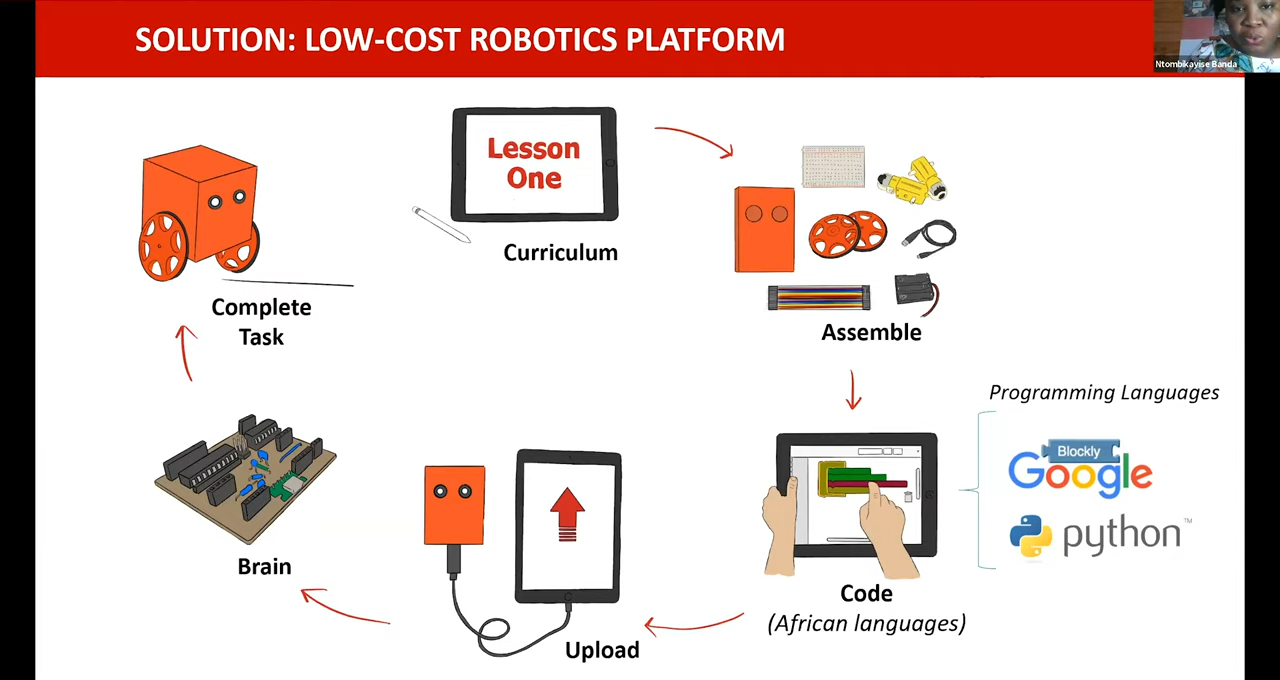 SOLUTION: LOW-COST ROBOTICS PLATFORM
Ntombikayise Banda
Lesson
One
Curriculum
Complete
Task
Assemble
Programming Languages
Blockly
Google
python™
Brain
Code
(African languages)
Upload